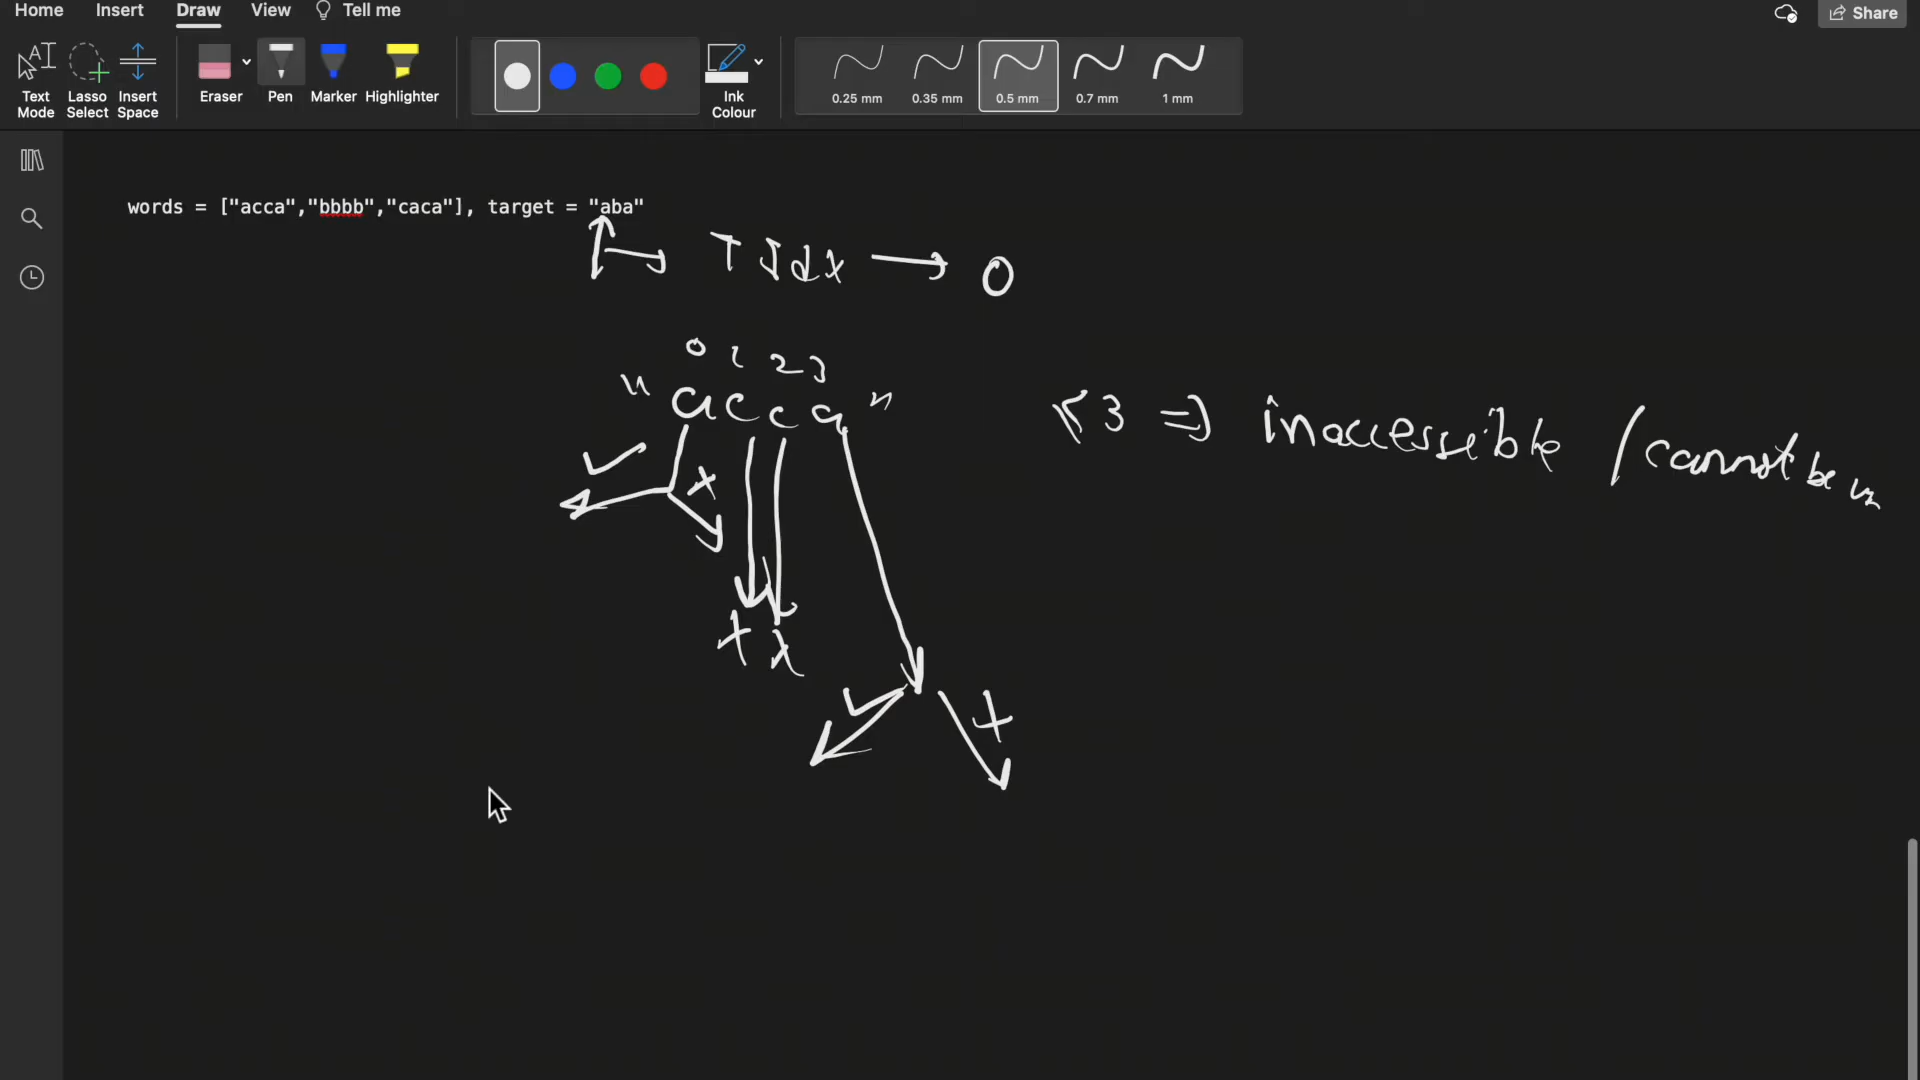 Home Insert Draw View Tell me Share
Text Mode Lasso Select Insert Space Eraser Pen Marker Highlighter Ink Colour 0.25 mm 0.35 mm 0.5 mm 0.7 mm 1 mm
words = ["acca","bbbb","caca"], target = "aba"
TIdx → 0
0 1 2 3
"acca"
≤ 3 ⇒ inaccessible / cannot be
✓ x
x x
✓ x